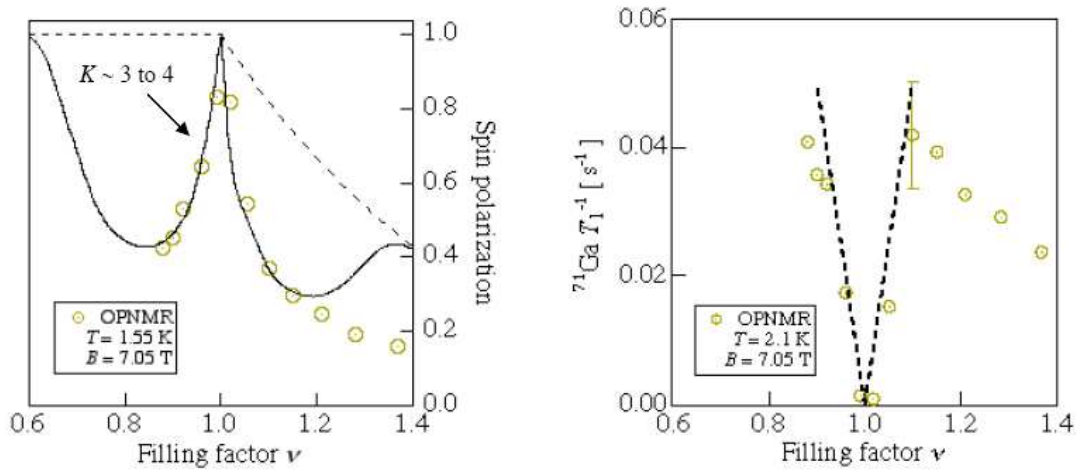 K ~ 3 to 4
1.0
0.8
0.6
0.4
0.2
0.0
Spin polarization
OPNMR
T = 1.55 K
B = 7.05 T
0.6 0.8 1.0 1.2 1.4
Filling factor ν
0.06
0.04
0.02
0.00
⁷¹Ga T₁⁻¹ [ s⁻¹ ]
OPNMR
T = 2.1 K
B = 7.05 T
0.6 0.8 1.0 1.2 1.4
Filling factor ν